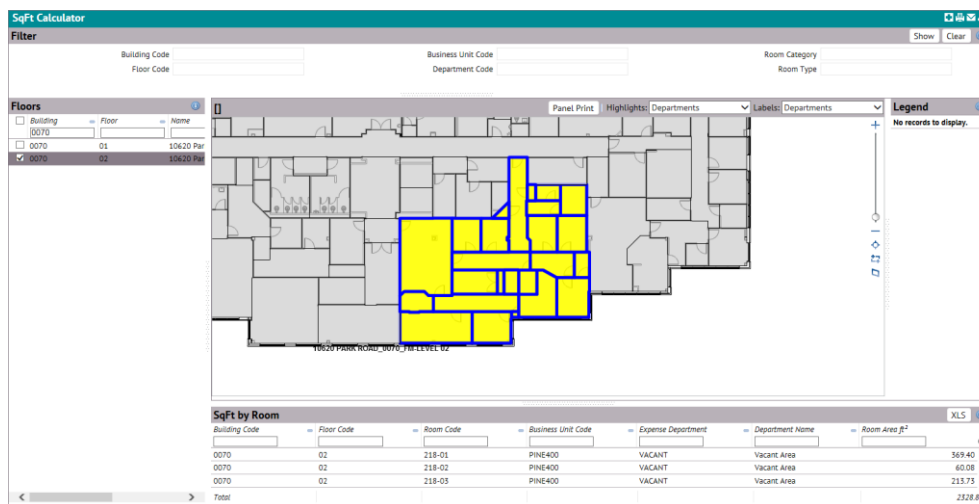 SqFt Calculator
Filter
Show Clear
Building Code Business Unit Code Room Category
Floor Code Department Code Room Type
Floors
[] Panel Print Highlights: Departments Labels: Departments
Legend
Building Floor Name
No records to display.
0070
0070 01 10620 Par
0070 02 10620 Par
10620 PARK ROAD_0070_FM-LEVEL 02
SqFt by Room
XLS
Building Code Floor Code Room Code Business Unit Code Expense Department Department Name Room Area ft²
0070 02 218-01 PINE400 VACANT Vacant Area 369.40
0070 02 218-02 PINE400 VACANT Vacant Area 60.08
0070 02 218-03 PINE400 VACANT Vacant Area 213.73
Total 2328.8